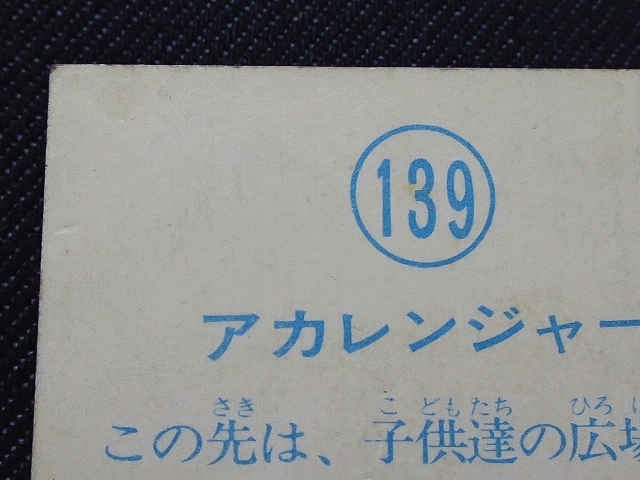 139
アカレンジャー
さき こ ども たち ひろ
この先は、子供達の広場